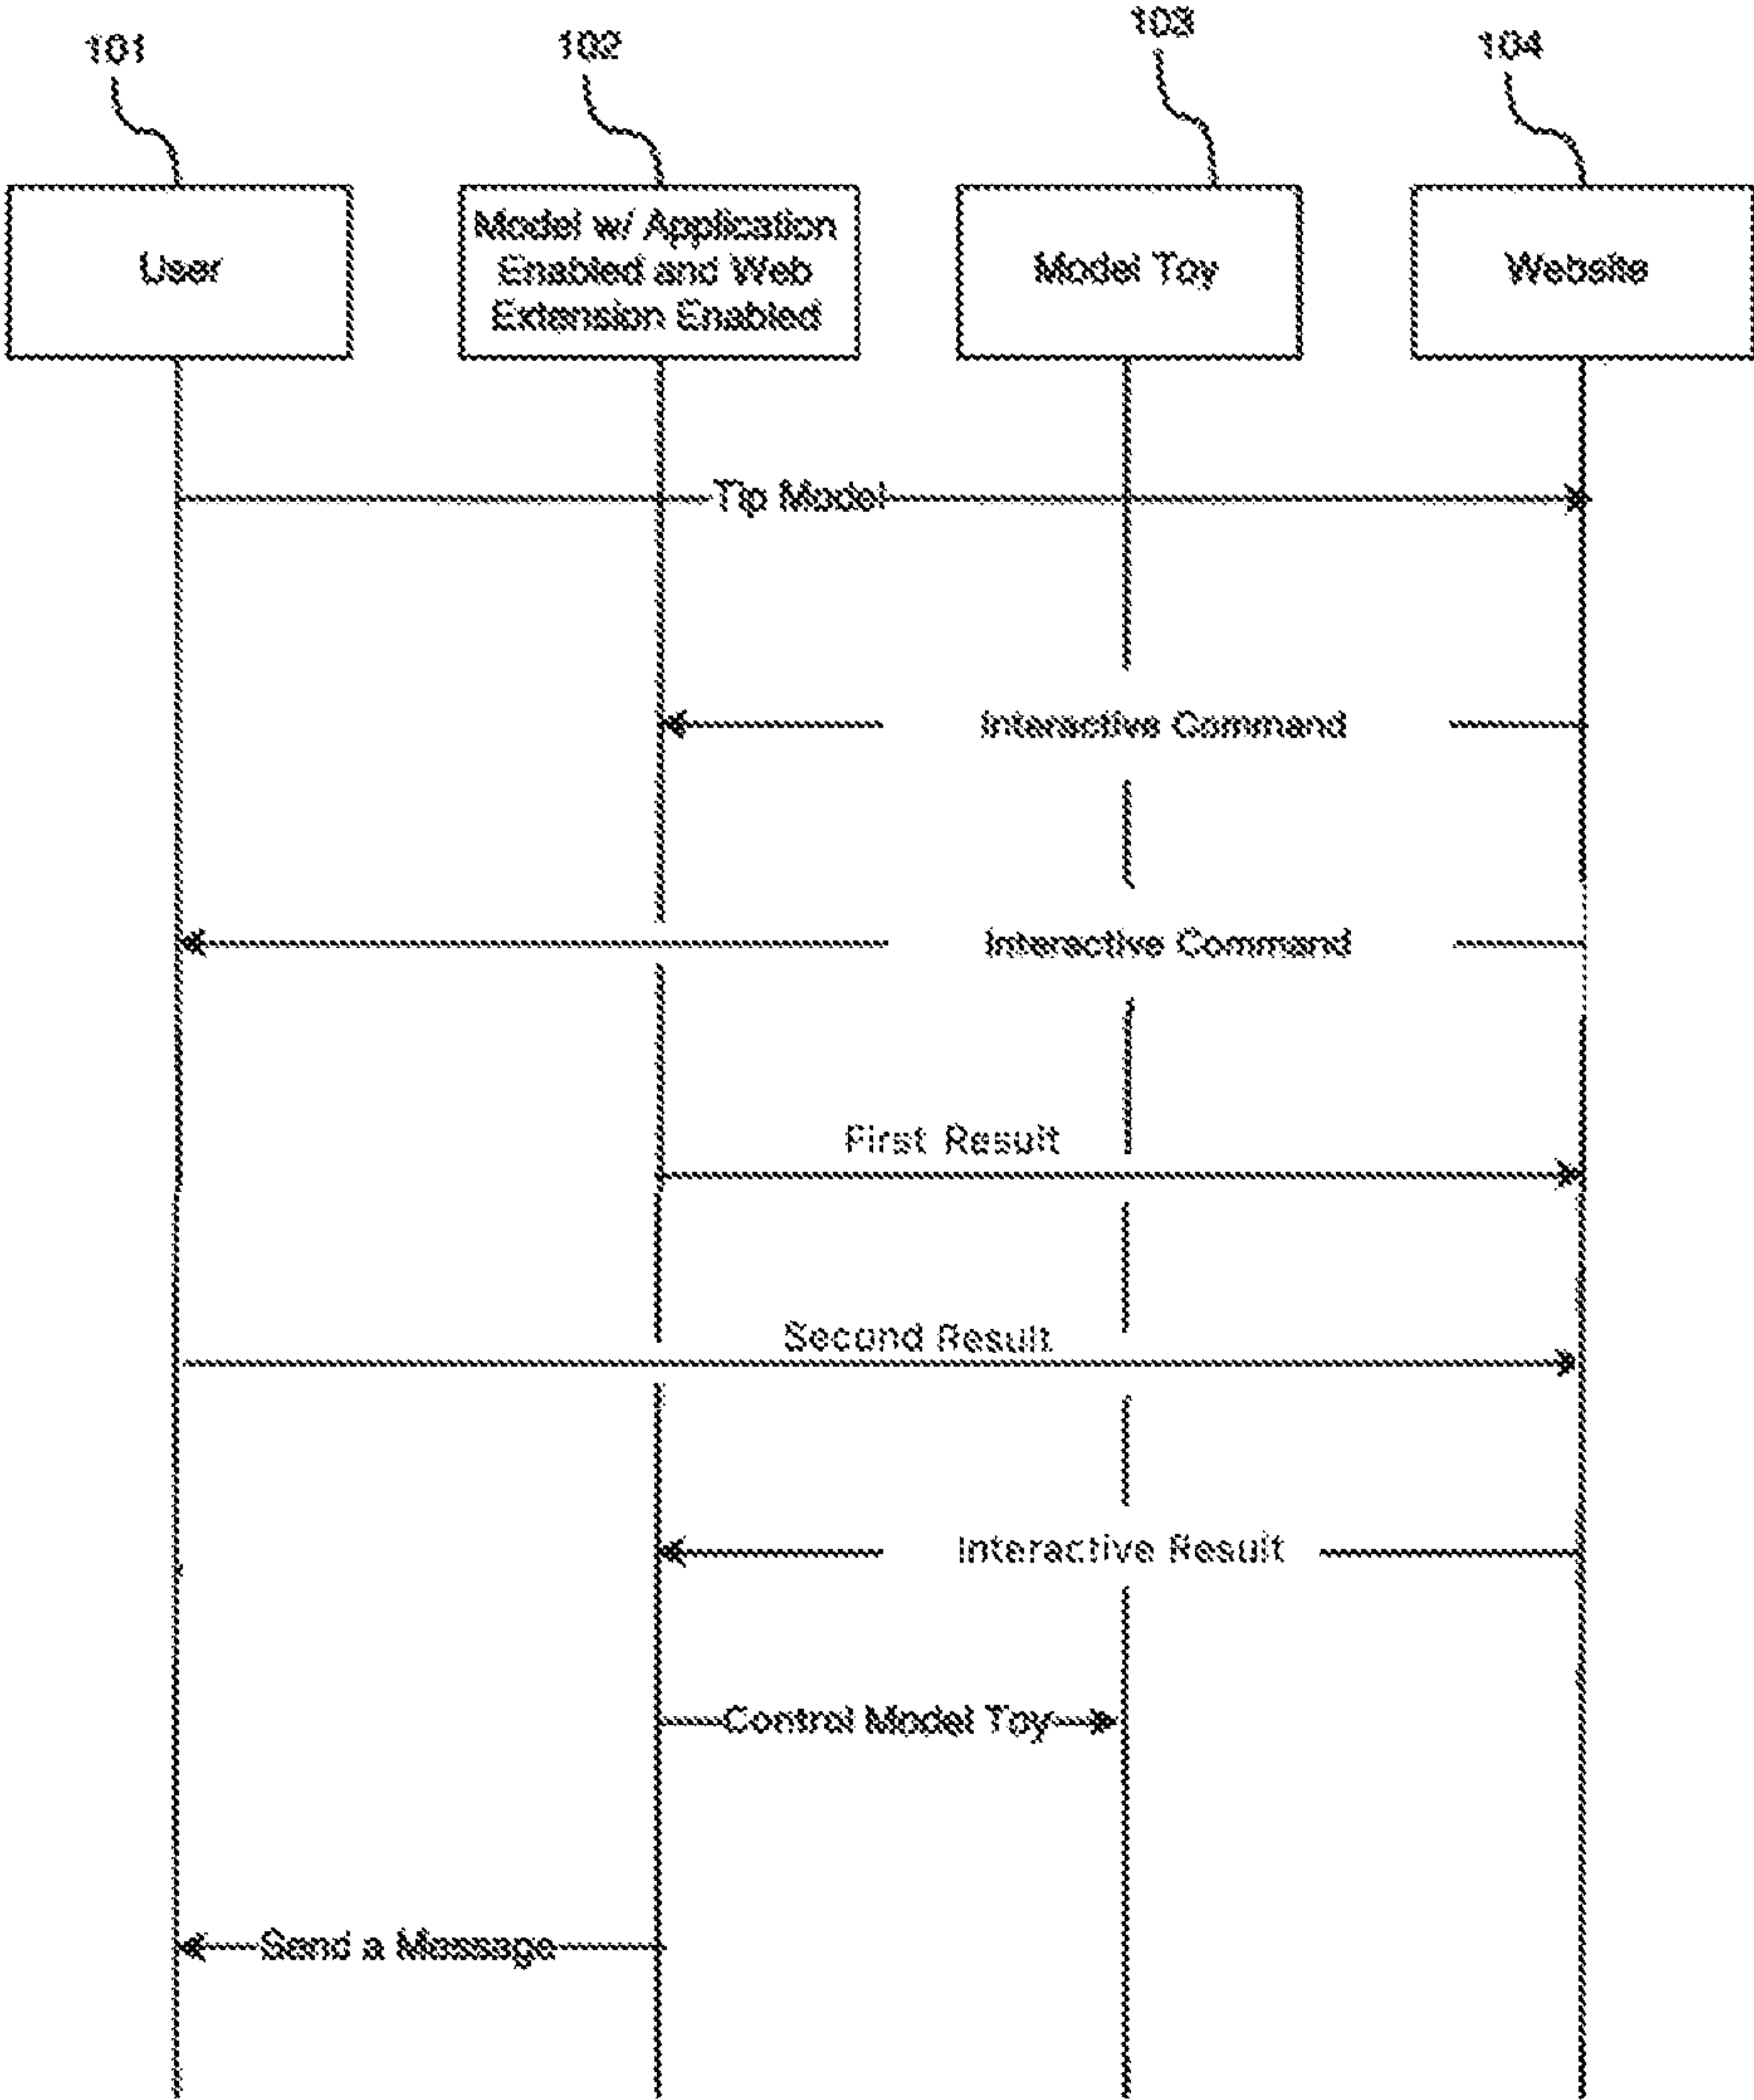 101
102
103
104
User
Model w/ Application
Enabled and Web
Extension Enabled
Model Toy
Website
Tip Model
Interactive Command
Interactive Command
First Result
Second Result
Interactive Result
Control Model Toy
Send a Message